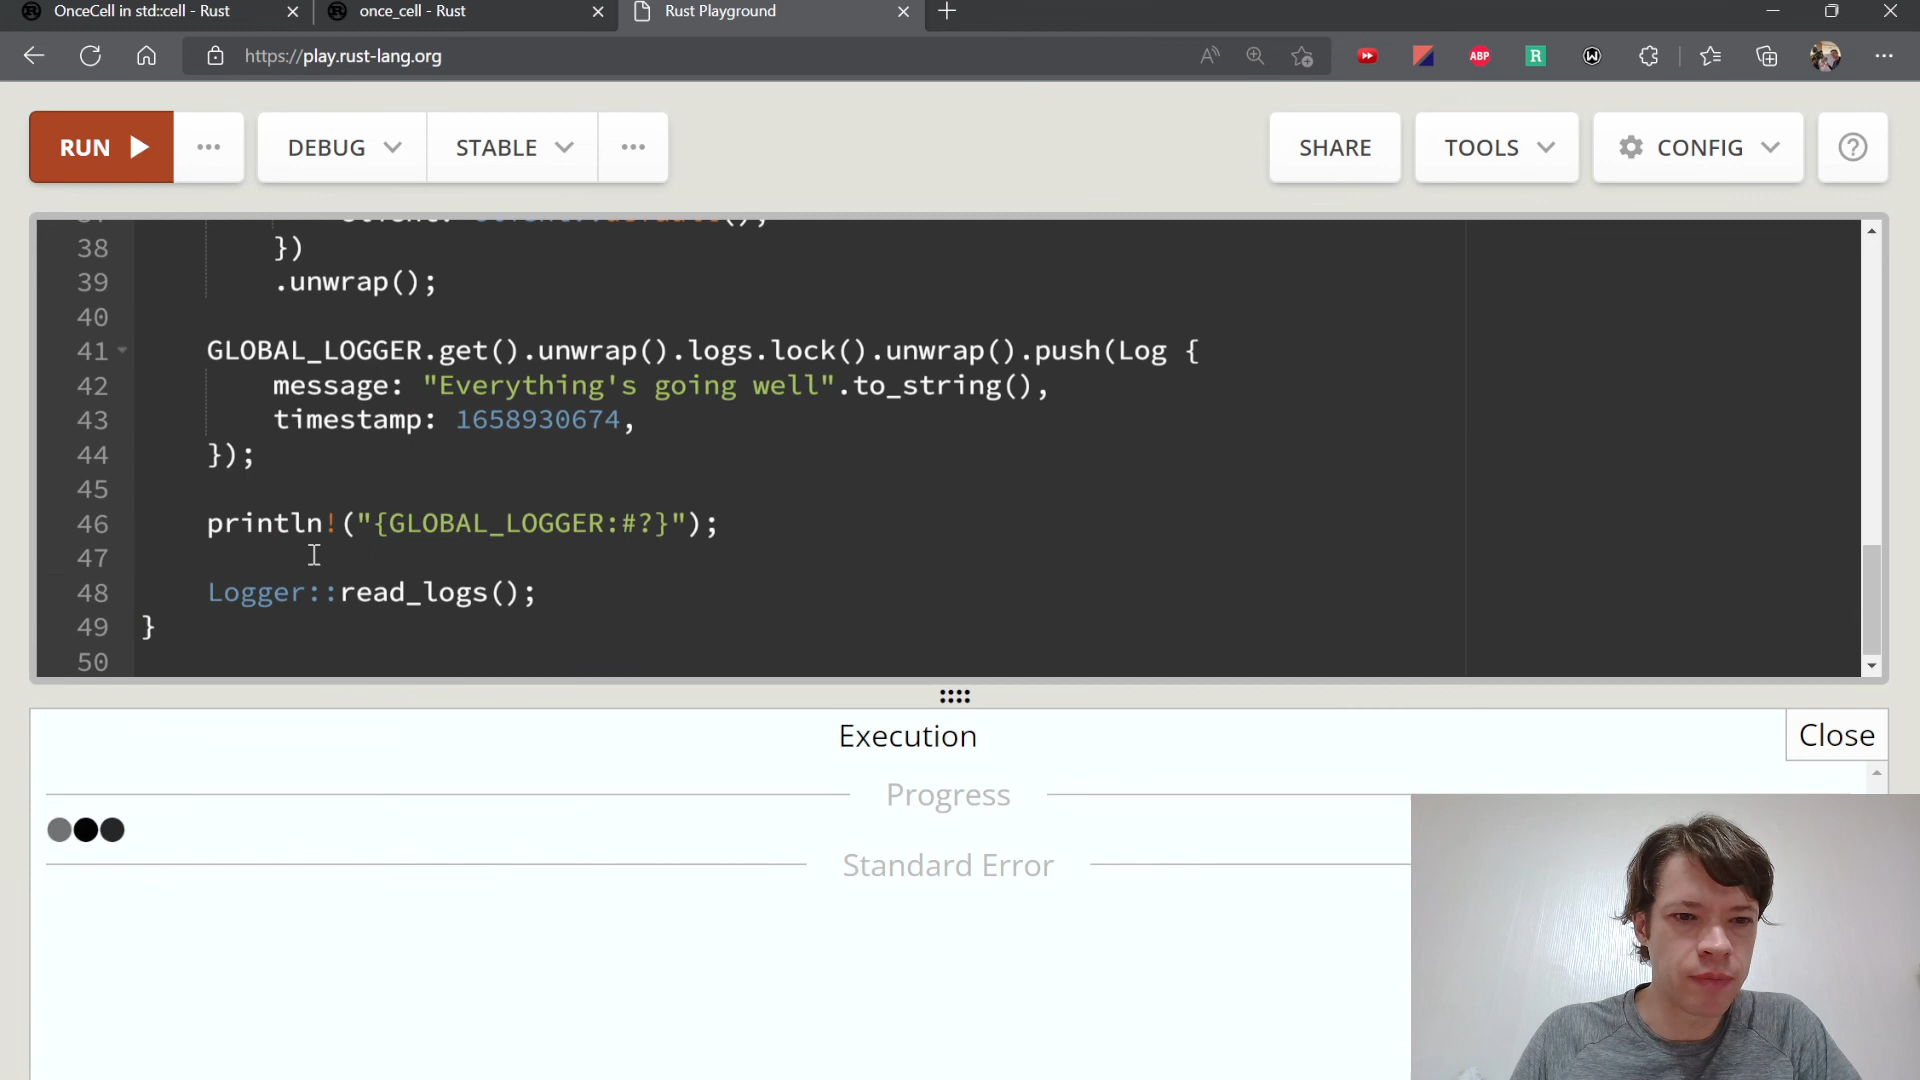 OnceCell in std::cell - Rust
once_cell - Rust
Rust Playground
https://play.rust-lang.org
RUN
DEBUG
STABLE
SHARE
TOOLS
CONFIG
38 })
39 .unwrap();
40
41 GLOBAL_LOGGER.get().unwrap().logs.lock().unwrap().push(Log {
42 message: "Everything's going well".to_string(),
43 timestamp: 1658930674,
44 });
45
46 println!("{GLOBAL_LOGGER:#?}");
47
48 Logger::read_logs();
49 }
50
Execution
Close
Progress
Standard Error